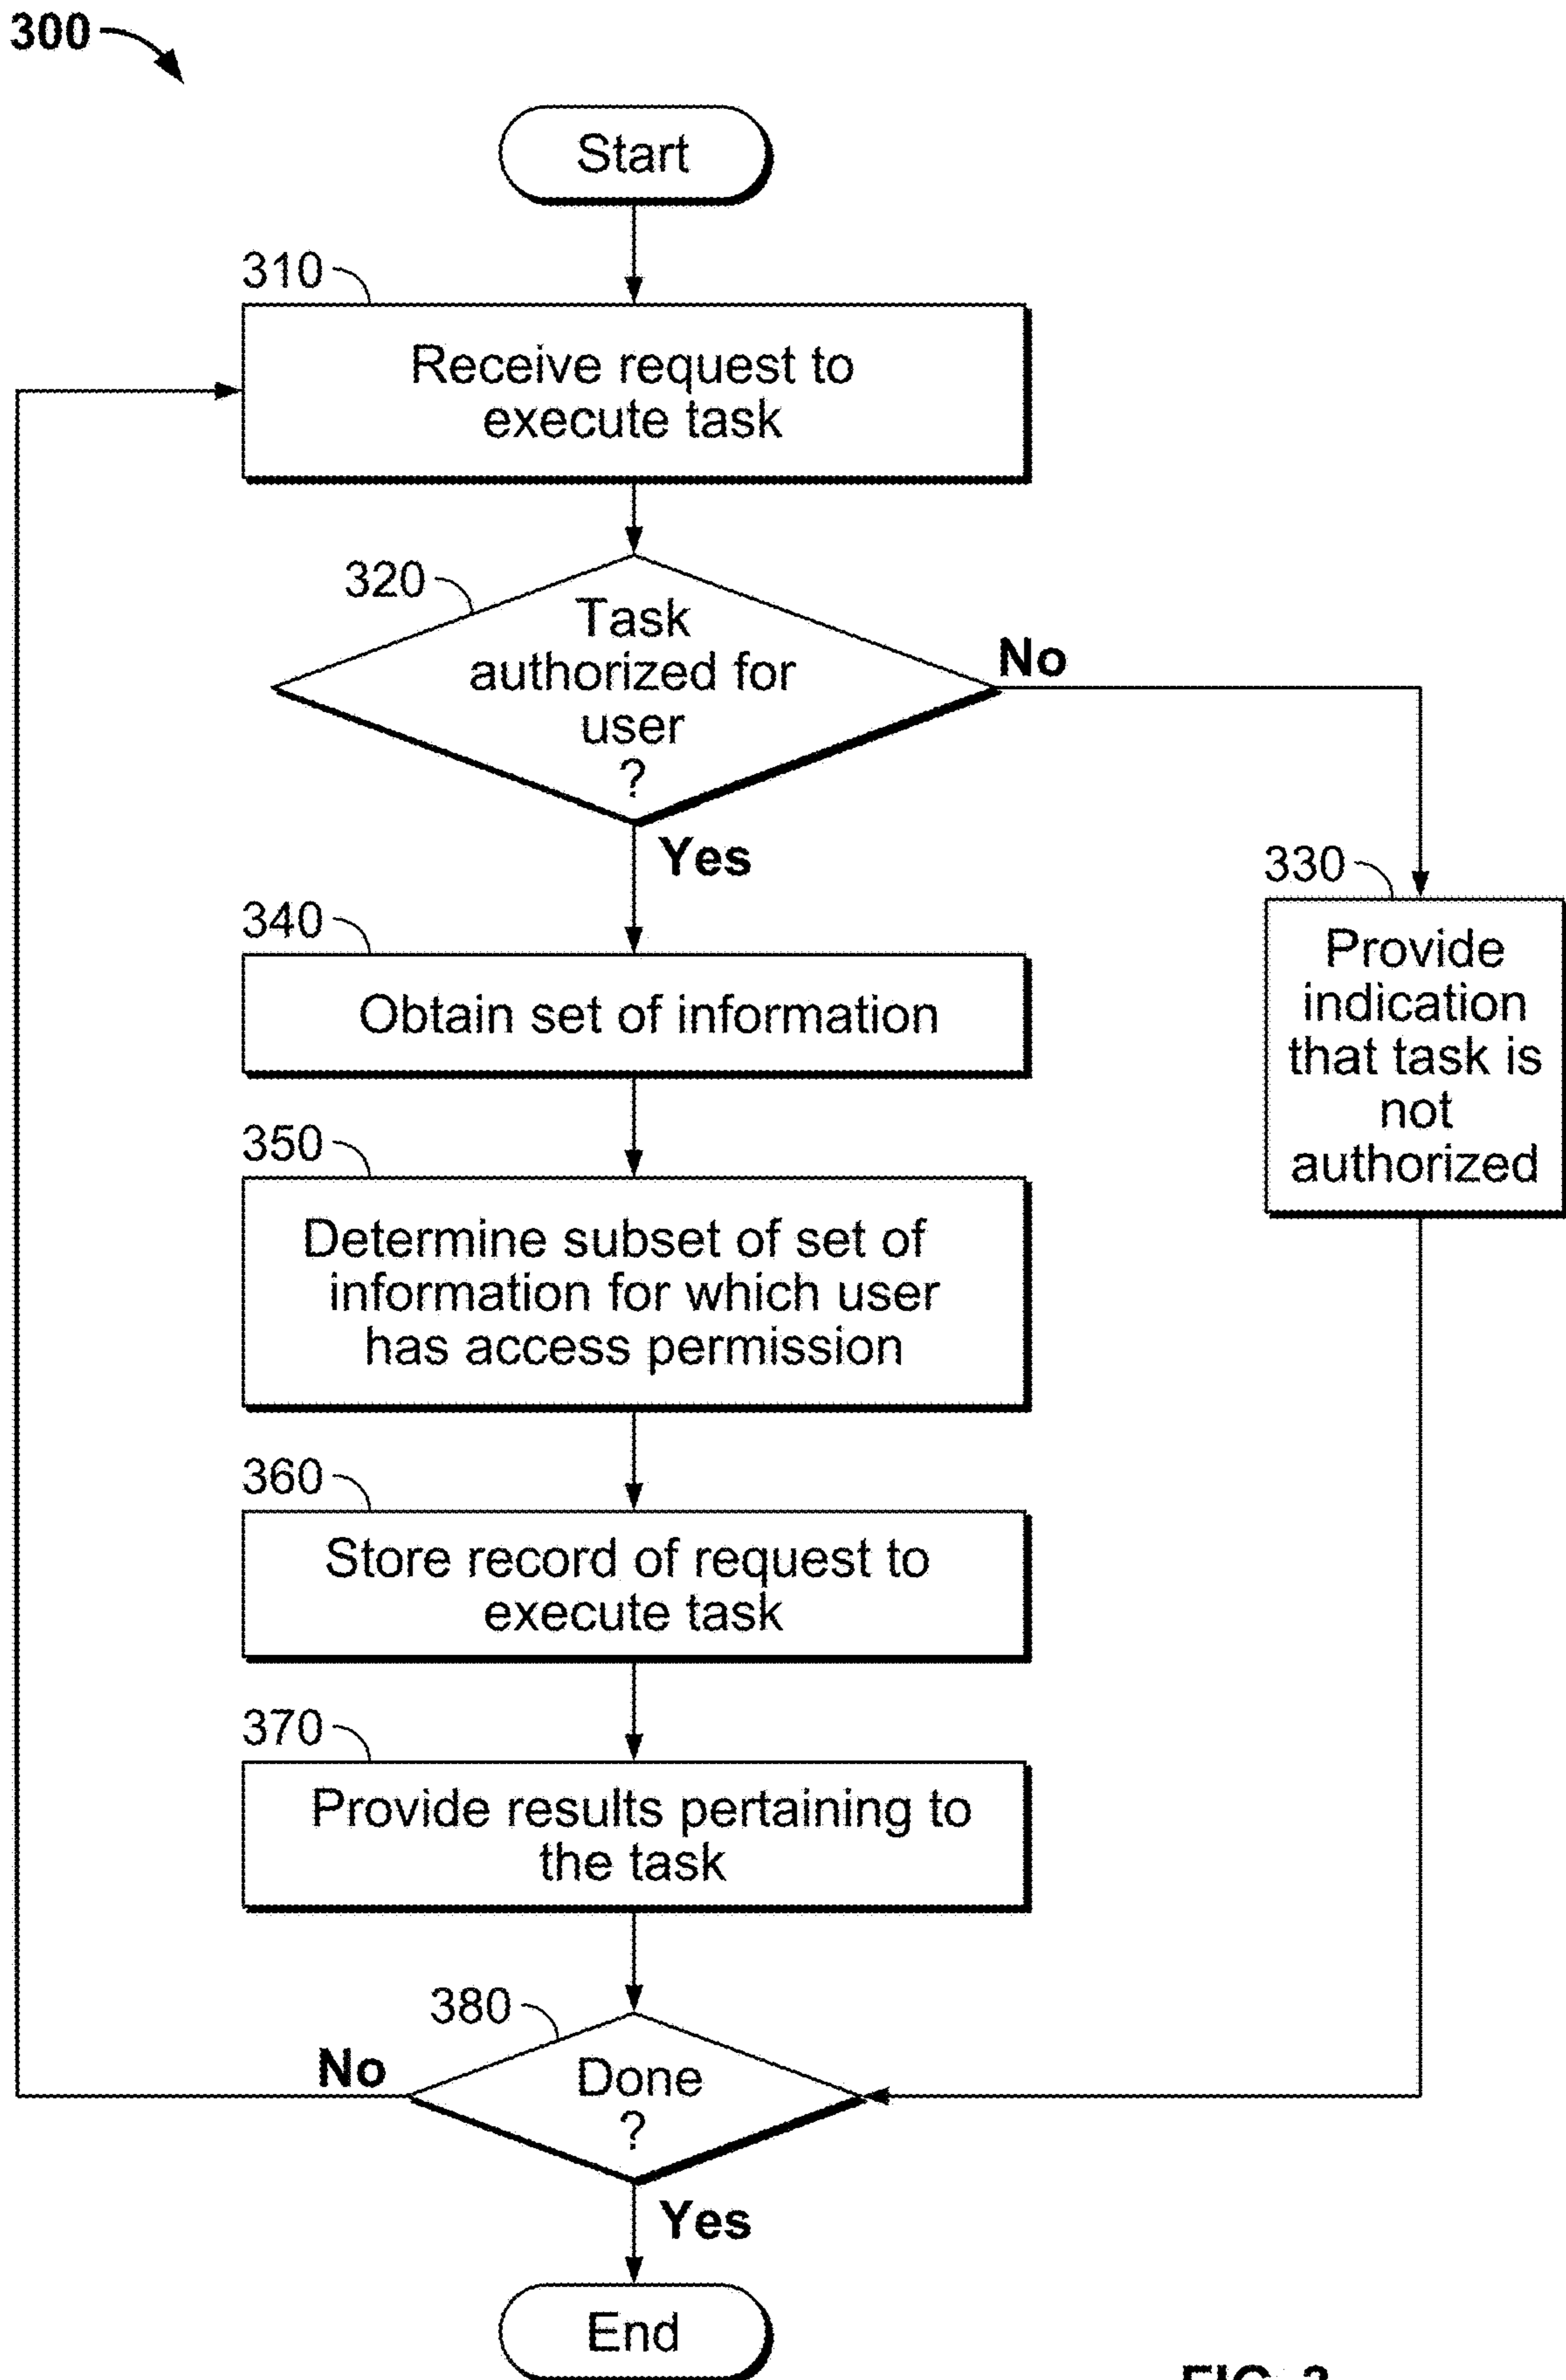 300
Start
310
Receive request to
execute task
320
Task
authorized for
user
?
No
Yes
330
Provide
indication
that task is
not
authorized
340
Obtain set of information
350
Determine subset of set of
information for which user
has access permission
360
Store record of request to
execute task
370
Provide results pertaining to
the task
380
Done
?
No
Yes
End
FIG. 3